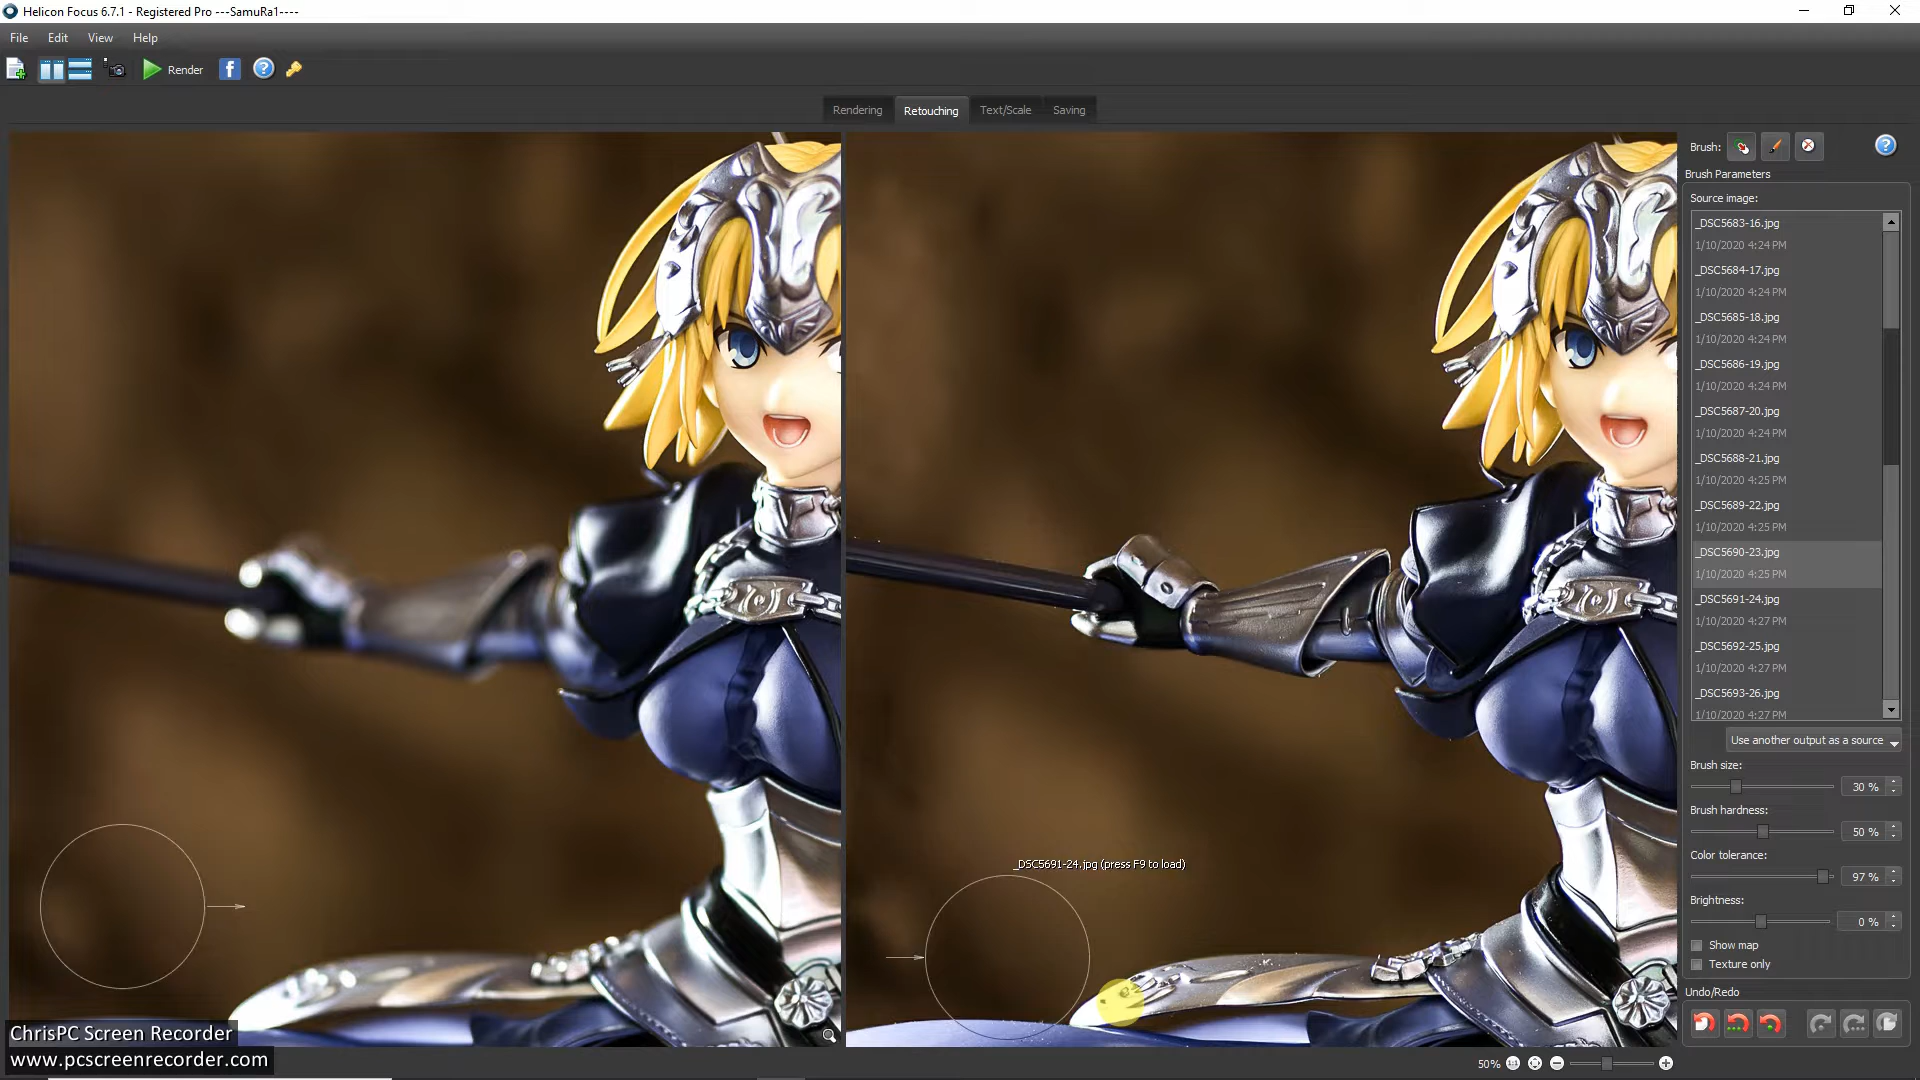 Helicon Focus 6.7.1 - Registered Pro ---SamuRa1----
File Edit View Help
Render
Rendering Retouching Text/Scale Saving
Brush:
Brush Parameters
Source image:
_DSC5683-16.jpg
1/10/2020 4:24 PM
_DSC5684-17.jpg
1/10/2020 4:24 PM
_DSC5685-18.jpg
1/10/2020 4:24 PM
_DSC5686-19.jpg
1/10/2020 4:24 PM
_DSC5687-20.jpg
1/10/2020 4:24 PM
_DSC5688-21.jpg
1/10/2020 4:25 PM
_DSC5689-22.jpg
1/10/2020 4:25 PM
_DSC5690-23.jpg
1/10/2020 4:25 PM
_DSC5691-24.jpg
1/10/2020 4:27 PM
_DSC5692-25.jpg
1/10/2020 4:27 PM
_DSC5693-26.jpg
1/10/2020 4:27 PM
Use another output as a source
Brush size:
30 %
Brush hardness:
50 %
Color tolerance:
97 %
Brightness:
0 %
Show map
Texture only
Undo/Redo
_DSC5691-24.jpg (press F9 to load)
ChrisPC Screen Recorder
www.pcscreenrecorder.com
50%
1:1